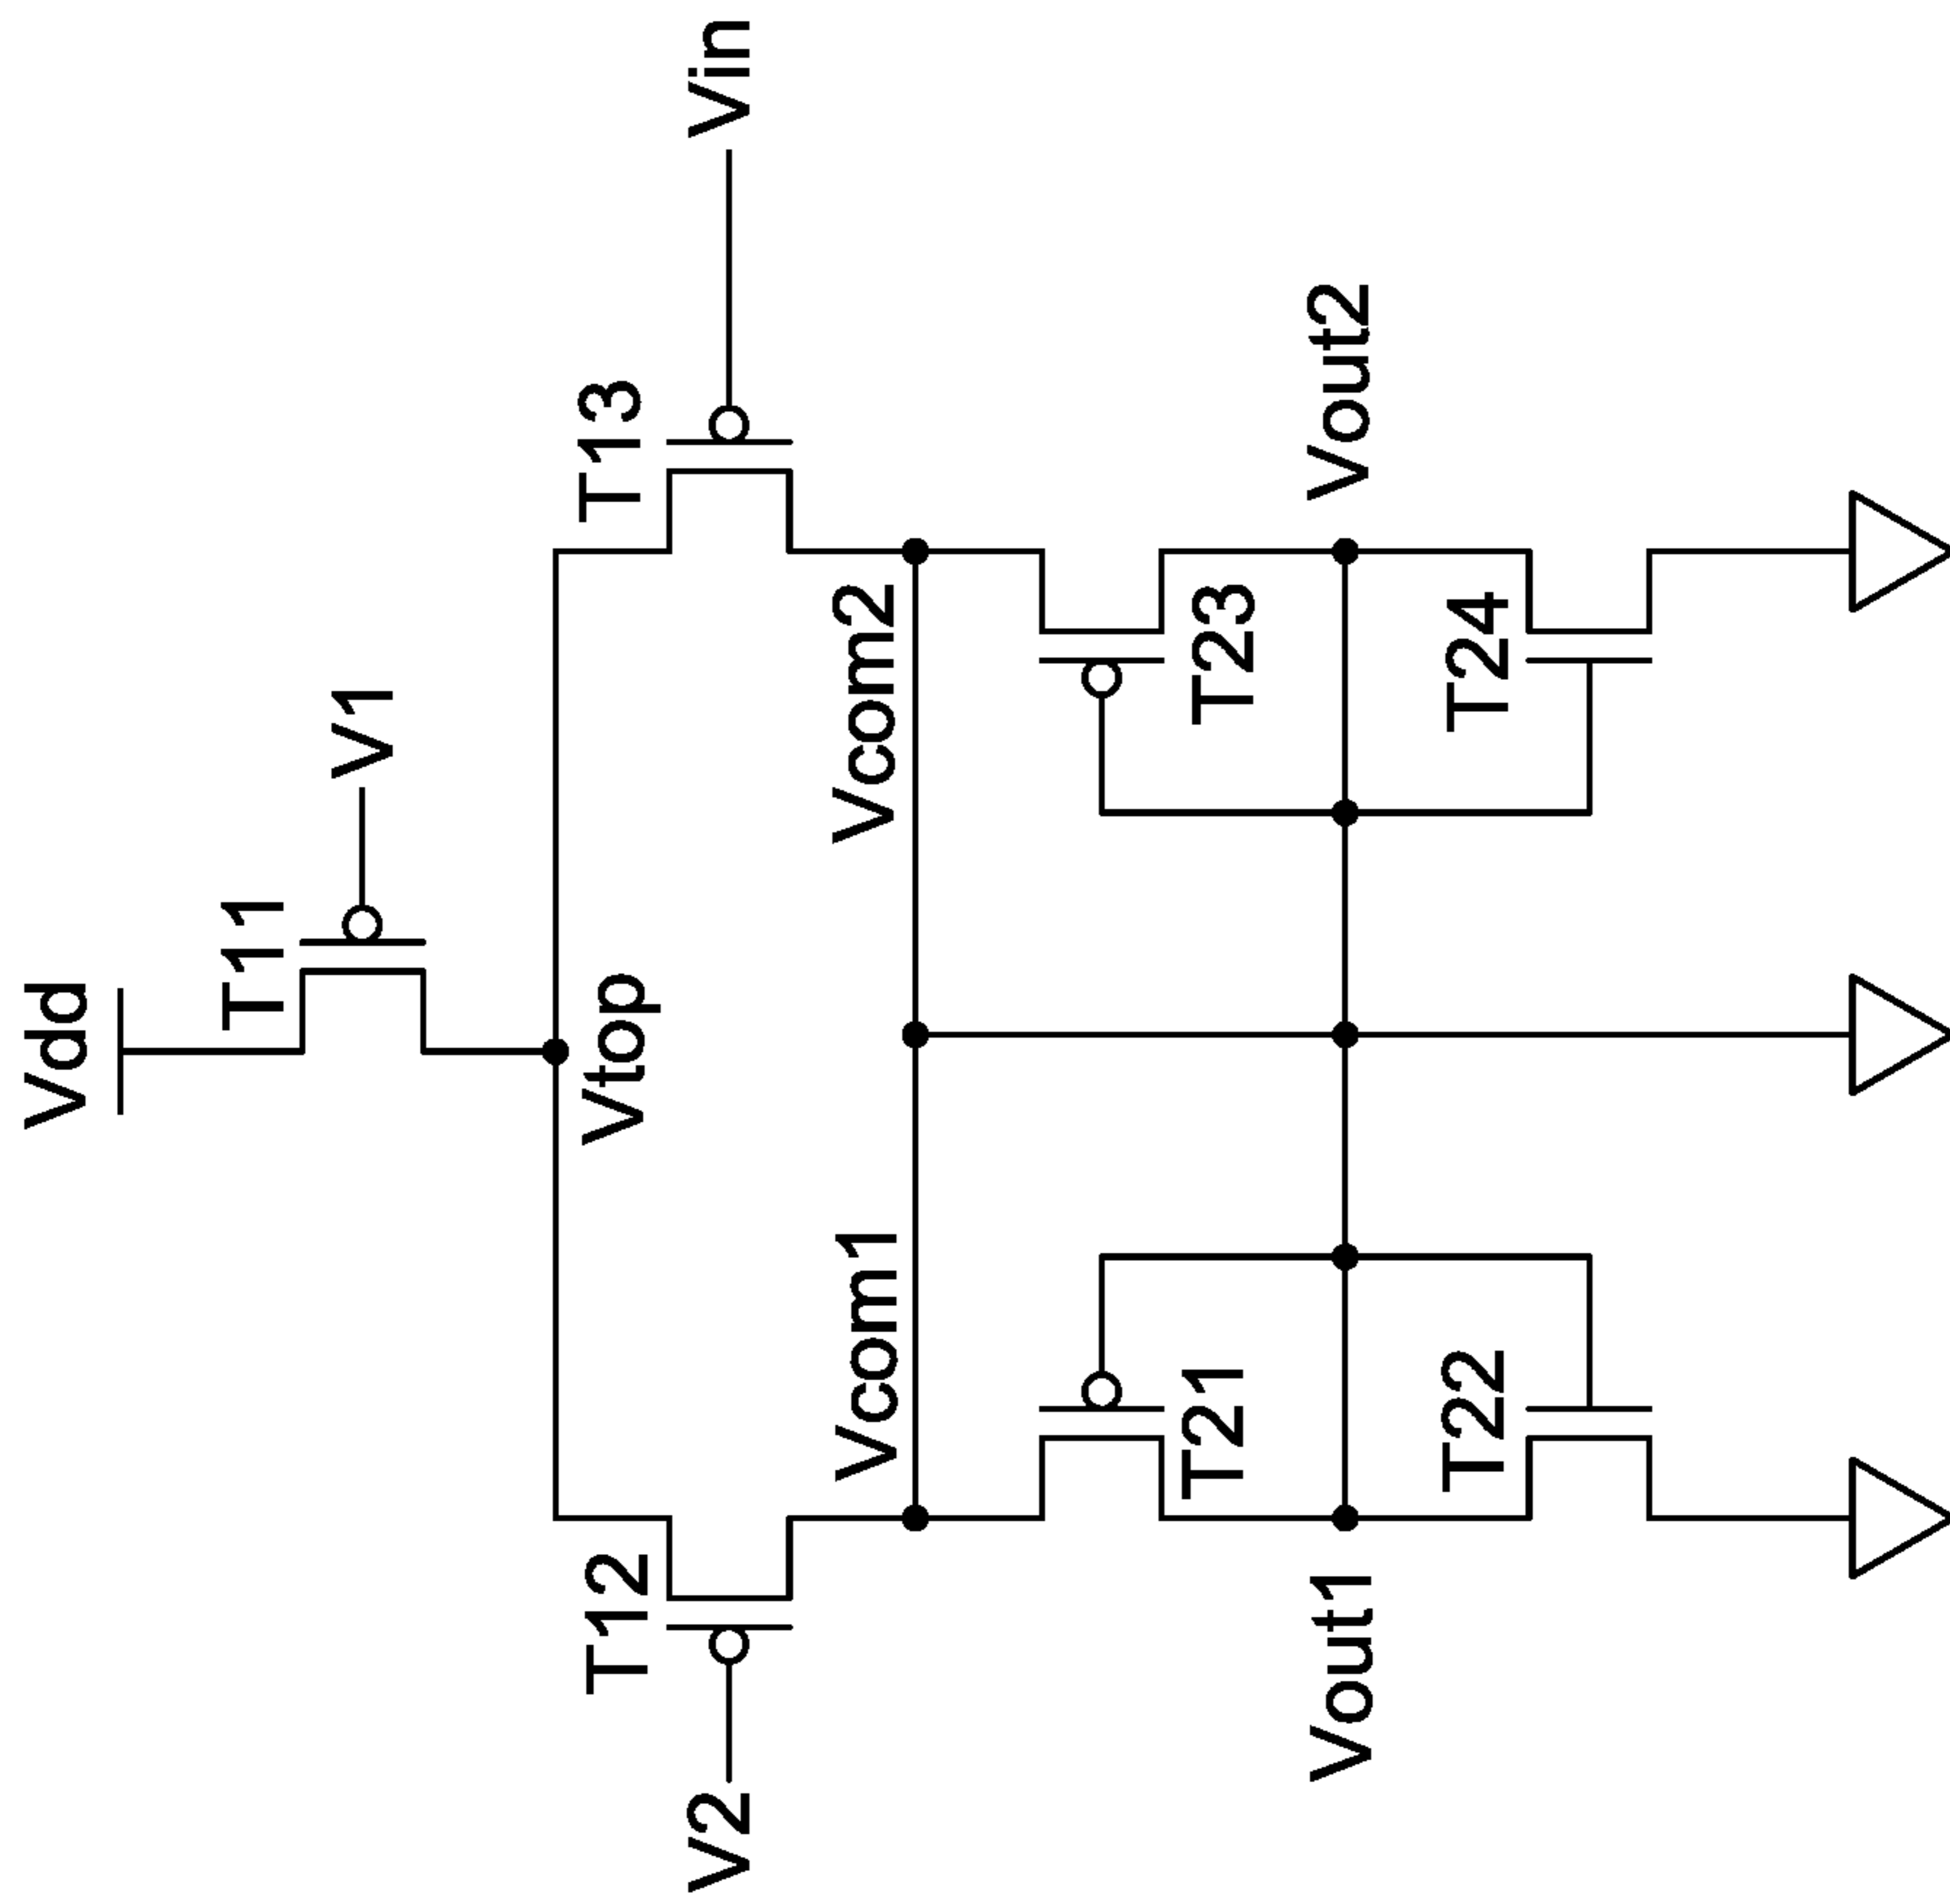 Vdd
T11
V1
Vtop
T12
V2
T13
Vin
Vcom1
Vcom2
T21
T23
Vout1
Vout2
T22
T24